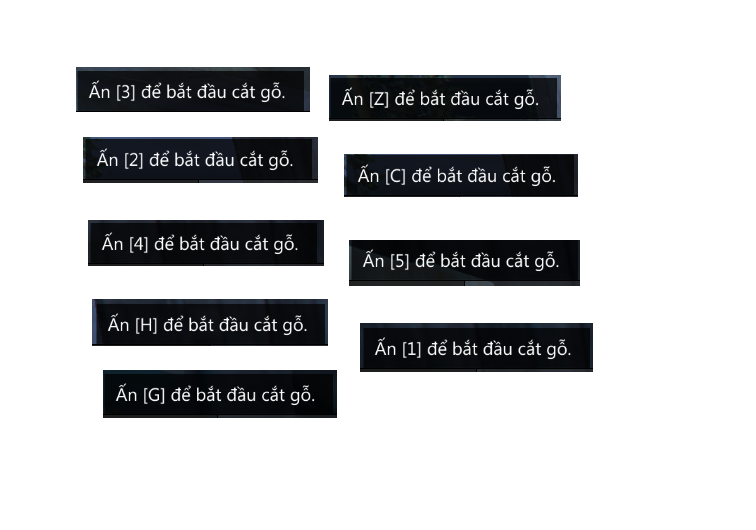 Ấn [3] để bắt đầu cắt gỗ.
Ấn [Z] để bắt đầu cắt gỗ.
Ấn [2] để bắt đầu cắt gỗ.
Ấn [C] để bắt đầu cắt gỗ.
Ấn [4] để bắt đầu cắt gỗ.
Ấn [5] để bắt đầu cắt gỗ.
Ấn [H] để bắt đầu cắt gỗ.
Ấn [1] để bắt đầu cắt gỗ.
Ấn [G] để bắt đầu cắt gỗ.